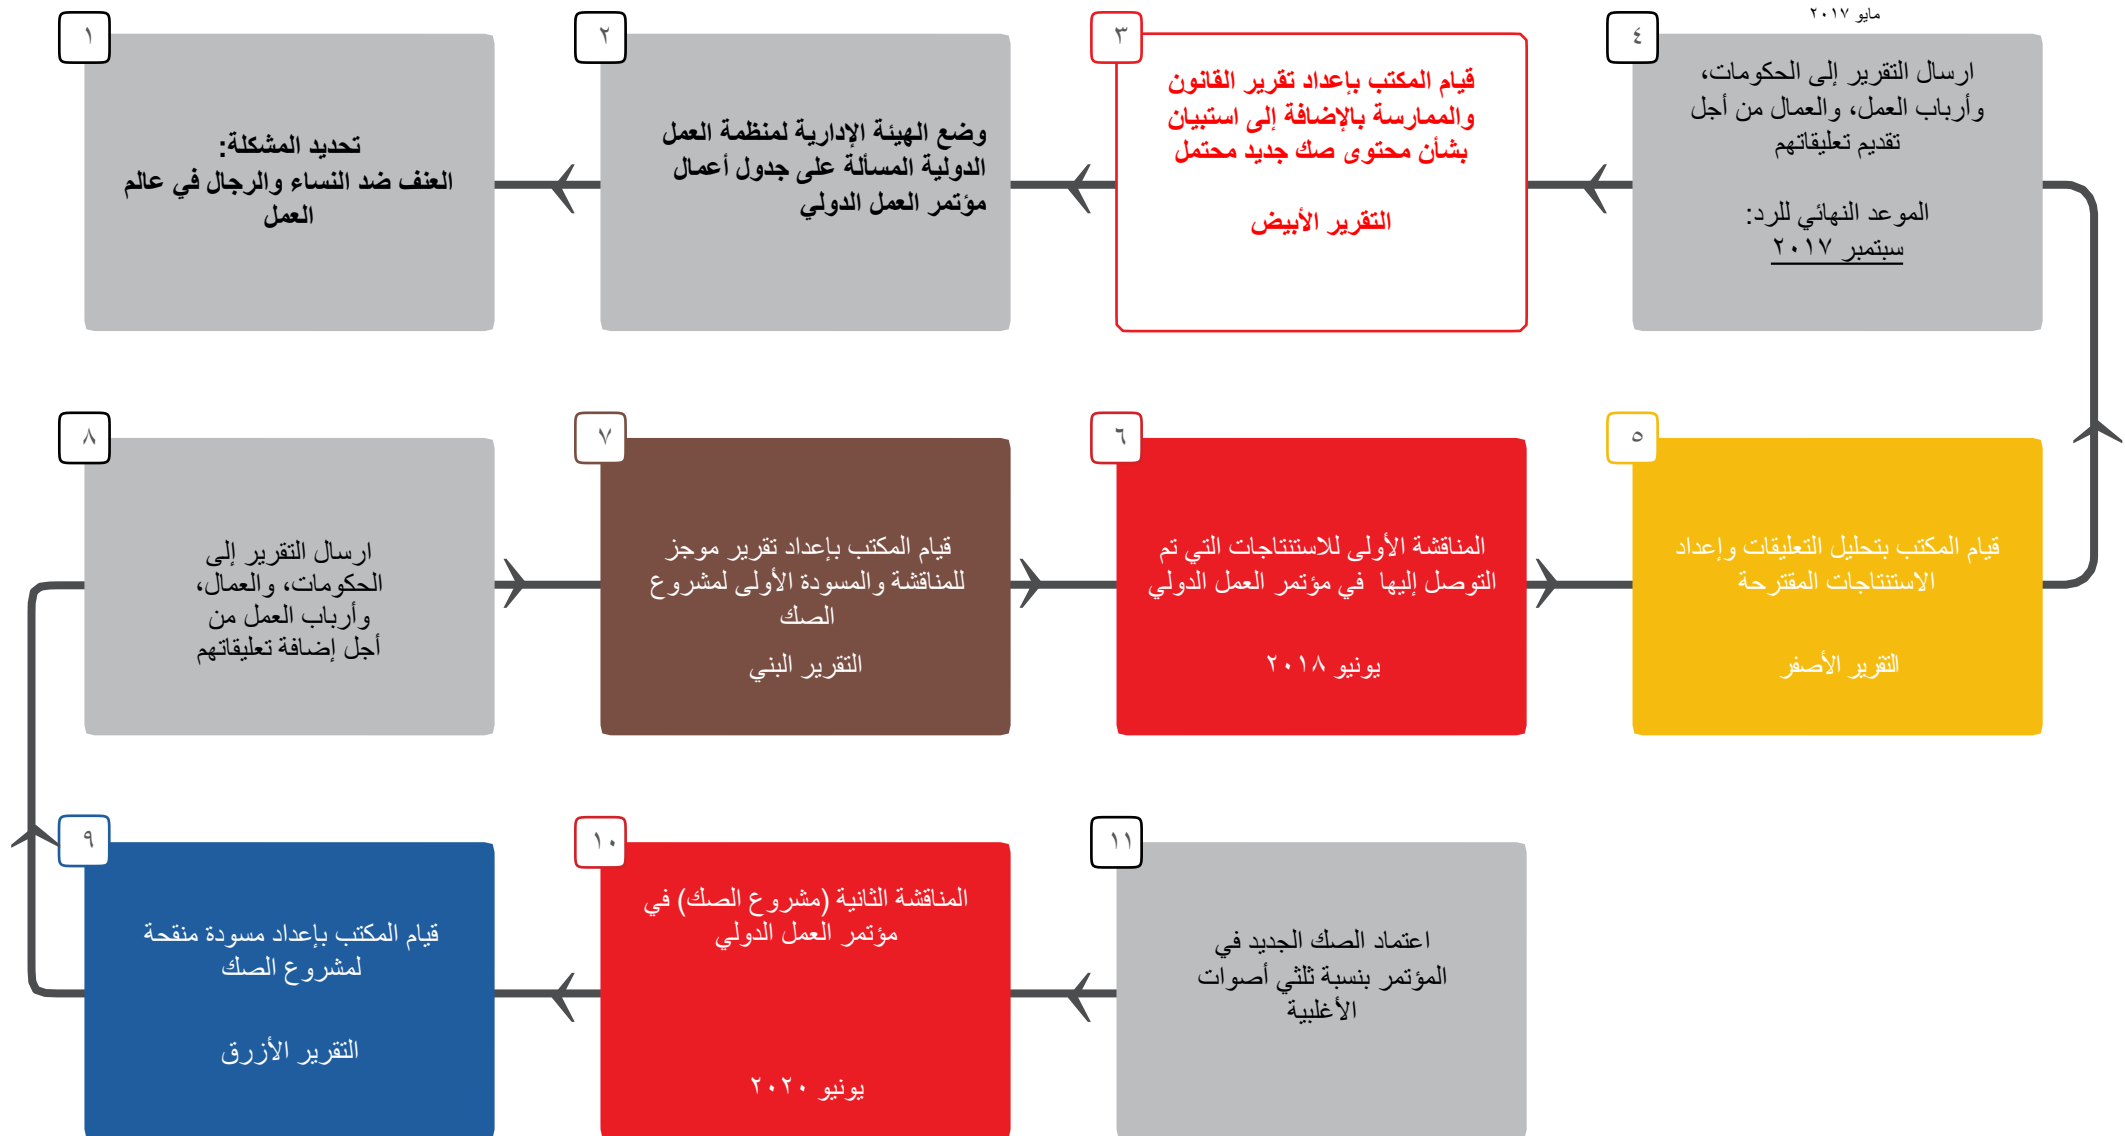 مايو ٢٠١٧
١
تحديد المشكلة:
العنف ضد النساء والرجال في عالم
العمل
٢
وضع الهيئة الإدارية لمنظمة العمل
الدولية المسألة على جدول أعمال
مؤتمر العمل الدولي
٣
قيام المكتب بإعداد تقرير القانون
والممارسة بالإضافة إلى استبيان
بشأن محتوى صك جديد محتمل
التقرير الأبيض
٤
ارسال التقرير إلى الحكومات،
وأرباب العمل، والعمال من أجل
تقديم تعليقاتهم
الموعد النهائي للرد:
سبتمبر ٢٠١٧
٥
قيام المكتب بتحليل التعليقات وإعداد
الاستنتاجات المقترحة
التقرير الأصفر
٦
المناقشة الأولى للاستنتاجات التي تم
التوصل إليها في مؤتمر العمل الدولي
يونيو ٢٠١٨
٧
قيام المكتب بإعداد تقرير موجز
للمناقشة والمسودة الأولى لمشروع
الصك
التقرير البني
٨
ارسال التقرير إلى
الحكومات، والعمال،
وأرباب العمل من
أجل إضافة تعليقاتهم
٩
قيام المكتب بإعداد مسودة منقحة
لمشروع الصك
التقرير الأزرق
١٠
المناقشة الثانية (مشروع الصك) في
مؤتمر العمل الدولي
يونيو ٢٠٢٠
١١
اعتماد الصك الجديد في
المؤتمر بنسبة ثلثي أصوات
الأغلبية